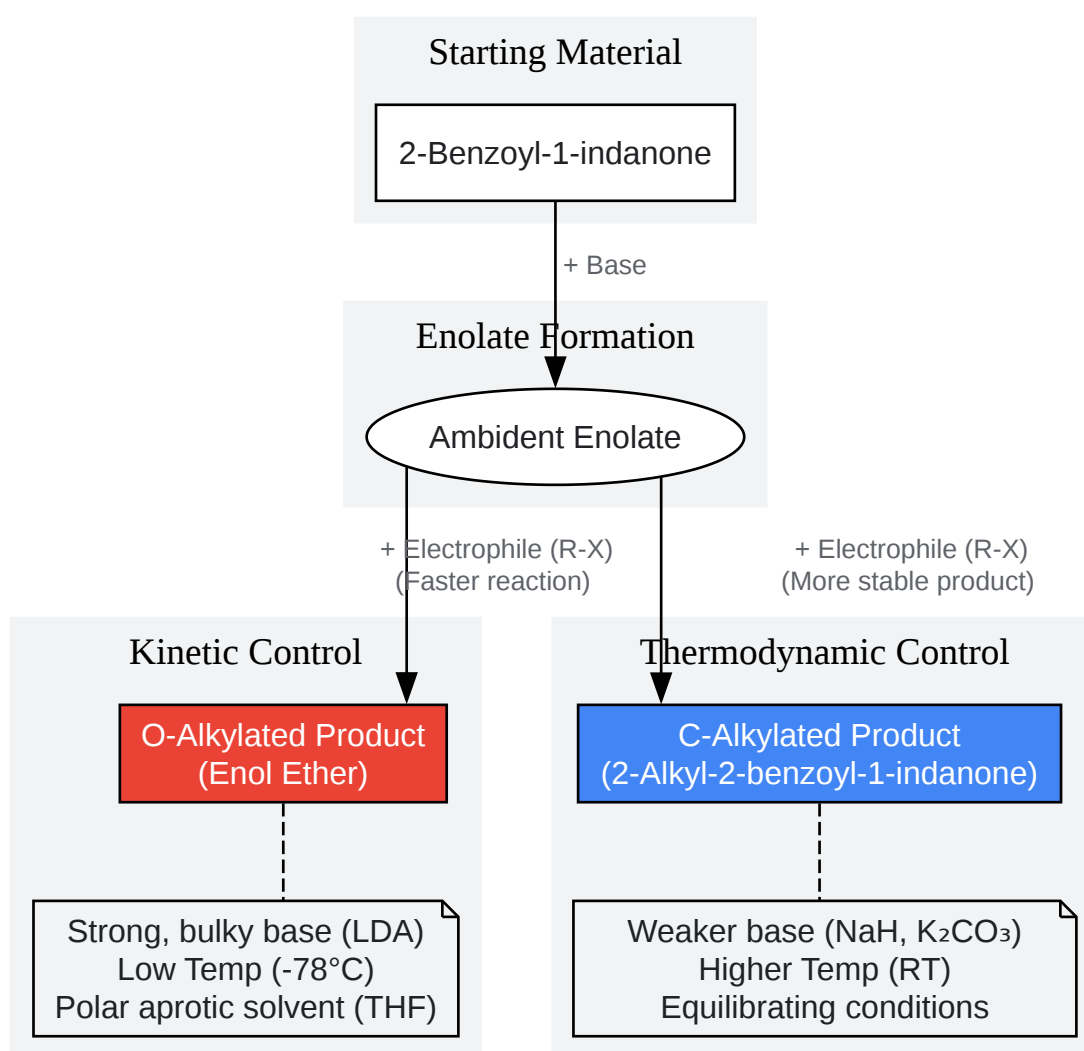 Starting Material
2-Benzoyl-1-indanone
+ Base
Enolate Formation
Ambident Enolate
+ Electrophile (R-X)
(Faster reaction)
+ Electrophile (R-X)
(More stable product)
Kinetic Control
O-Alkylated Product
(Enol Ether)
Strong, bulky base (LDA)
Low Temp (-78°C)
Polar aprotic solvent (THF)
Thermodynamic Control
C-Alkylated Product
(2-Alkyl-2-benzoyl-1-indanone)
Weaker base (NaH, K₂CO₃)
Higher Temp (RT)
Equilibrating conditions